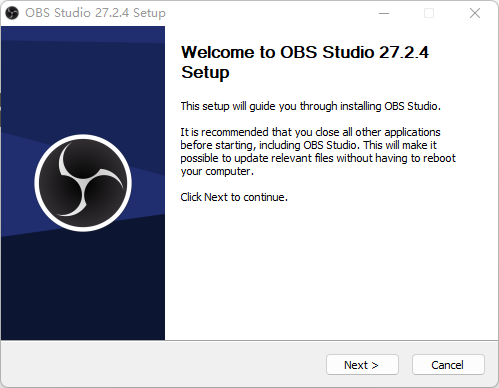 OBS Studio 27.2.4 Setup
Welcome to OBS Studio 27.2.4
Setup
This setup will guide you through installing OBS Studio.
It is recommended that you close all other applications
before starting, including OBS Studio. This will make it
possible to update relevant files without having to reboot
your computer.
Click Next to continue.
Next >
Cancel